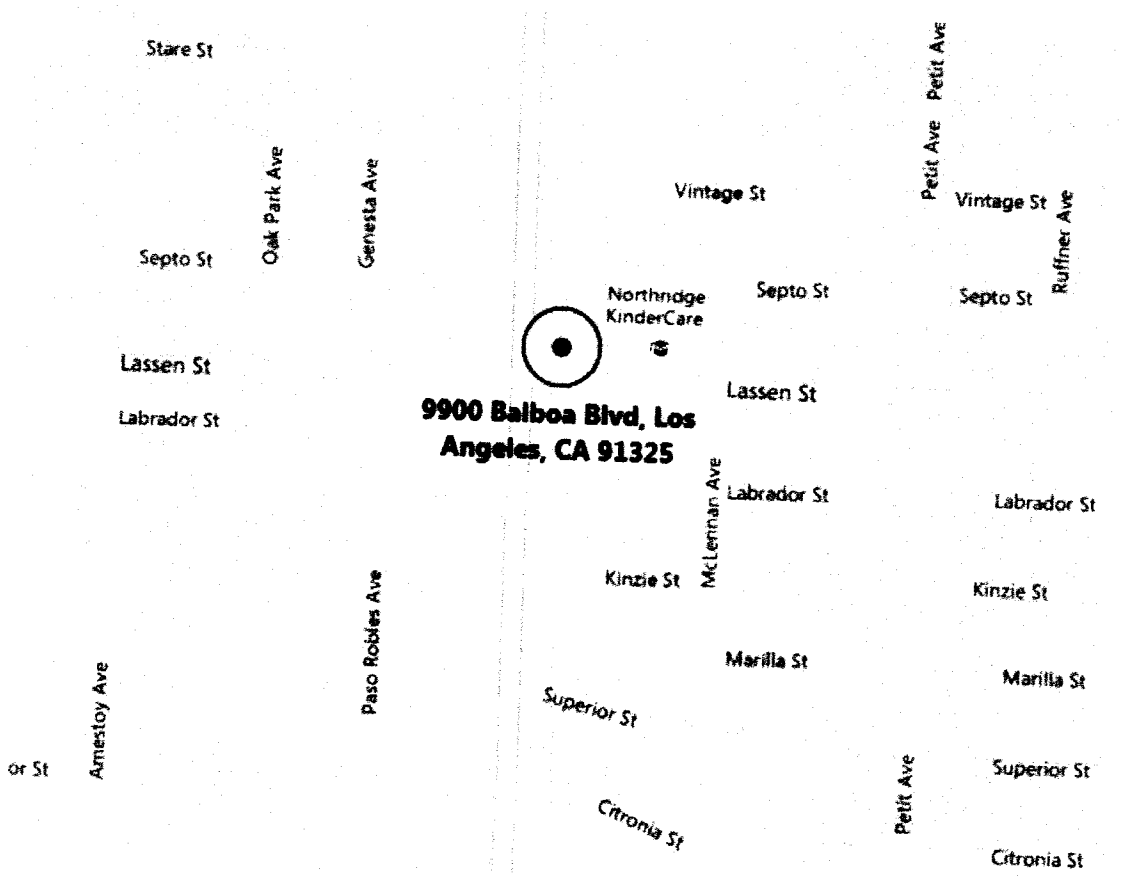 Stare St
Petit Ave
Petit Ave
Oak Park Ave
Genesta Ave
Vintage St
Vintage St
Ruffner Ave
Septo St
Northridge
KinderCare
Septo St
Septo St
Lassen St
Lassen St
Labrador St
9900 Balboa Blvd, Los
Angeles, CA 91325
McLennan Ave
Labrador St
Labrador St
Kinzie St
Kinzie St
Paso Robles Ave
Marilla St
Marilla St
Amestoy Ave
Superior St
or St
Superior St
Petit Ave
Citronia St
Citronia St